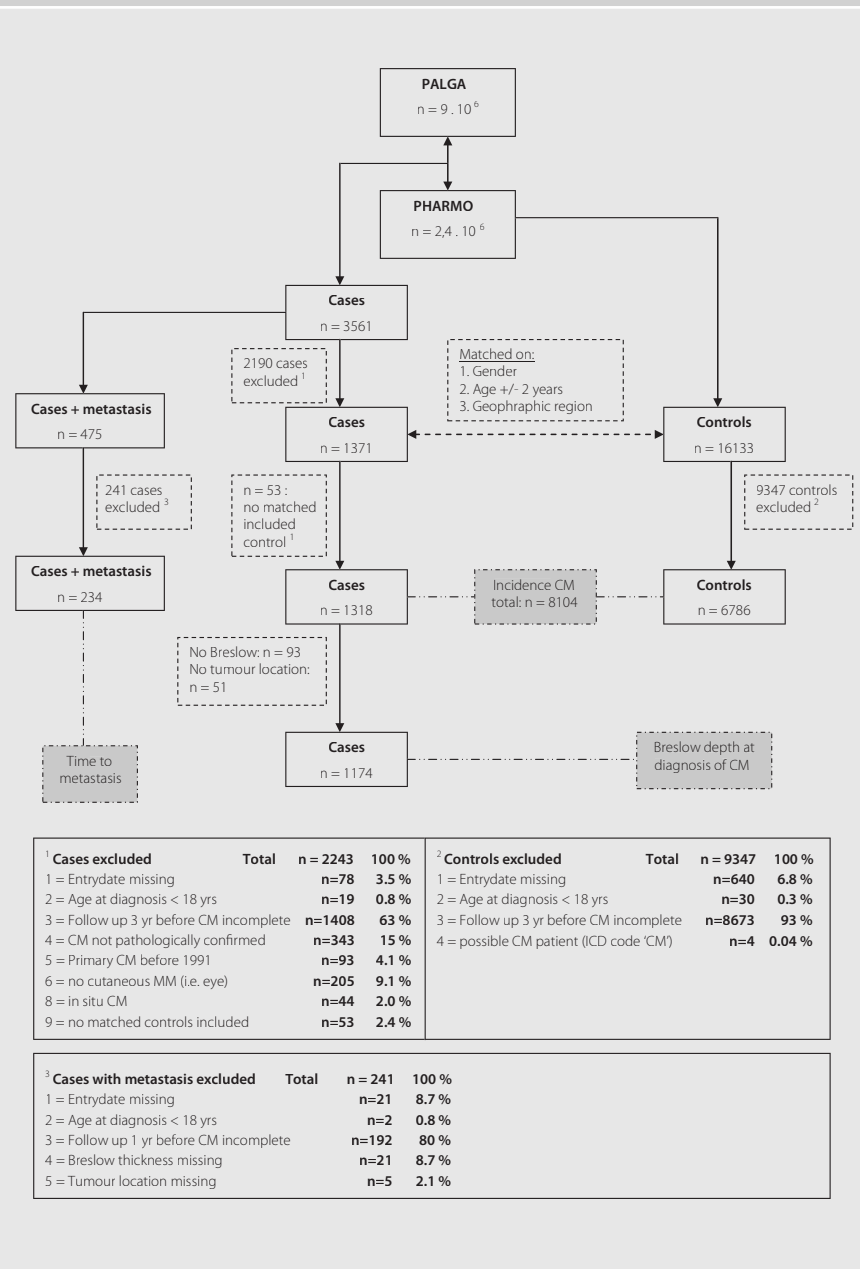 PALGA
n = 9 . 10 6
PHARMO
n = 2,4 . 10 6
Cases
n = 3561
2190 cases
excluded 1
Matched on:
1. Gender
2. Age +/- 2 years
3. Geophraphic region
Cases + metastasis
n = 475
Cases
n = 1371
Controls
n = 16133
241 cases
excluded 3
n = 53 :
no matched
included
control 1
9347 controls
excluded 2
Cases + metastasis
n = 234
Cases
n = 1318
Incidence CM
total: n = 8104
Controls
n = 6786
No Breslow: n = 93
No tumour location:
n = 51
Time to
metastasis
Cases
n = 1174
Breslow depth at
diagnosis of CM
1 Cases excluded Total n = 2243 100 %
1 = Entrydate missing n=78 3.5 %
2 = Age at diagnosis < 18 yrs n=19 0.8 %
3 = Follow up 3 yr before CM incomplete n=1408 63 %
4 = CM not pathologically confirmed n=343 15 %
5 = Primary CM before 1991 n=93 4.1 %
6 = no cutaneous MM (i.e. eye) n=205 9.1 %
8 = in situ CM n=44 2.0 %
9 = no matched controls included n=53 2.4 %
2 Controls excluded Total n = 9347 100 %
1 = Entrydate missing n=640 6.8 %
2 = Age at diagnosis < 18 yrs n=30 0.3 %
3 = Follow up 3 yr before CM incomplete n=8673 93 %
4 = possible CM patient (ICD code ‘CM’) n=4 0.04 %
3 Cases with metastasis excluded Total n = 241 100 %
1 = Entrydate missing n=21 8.7 %
2 = Age at diagnosis < 18 yrs n=2 0.8 %
3 = Follow up 1 yr before CM incomplete n=192 80 %
4 = Breslow thickness missing n=21 8.7 %
5 = Tumour location missing n=5 2.1 %